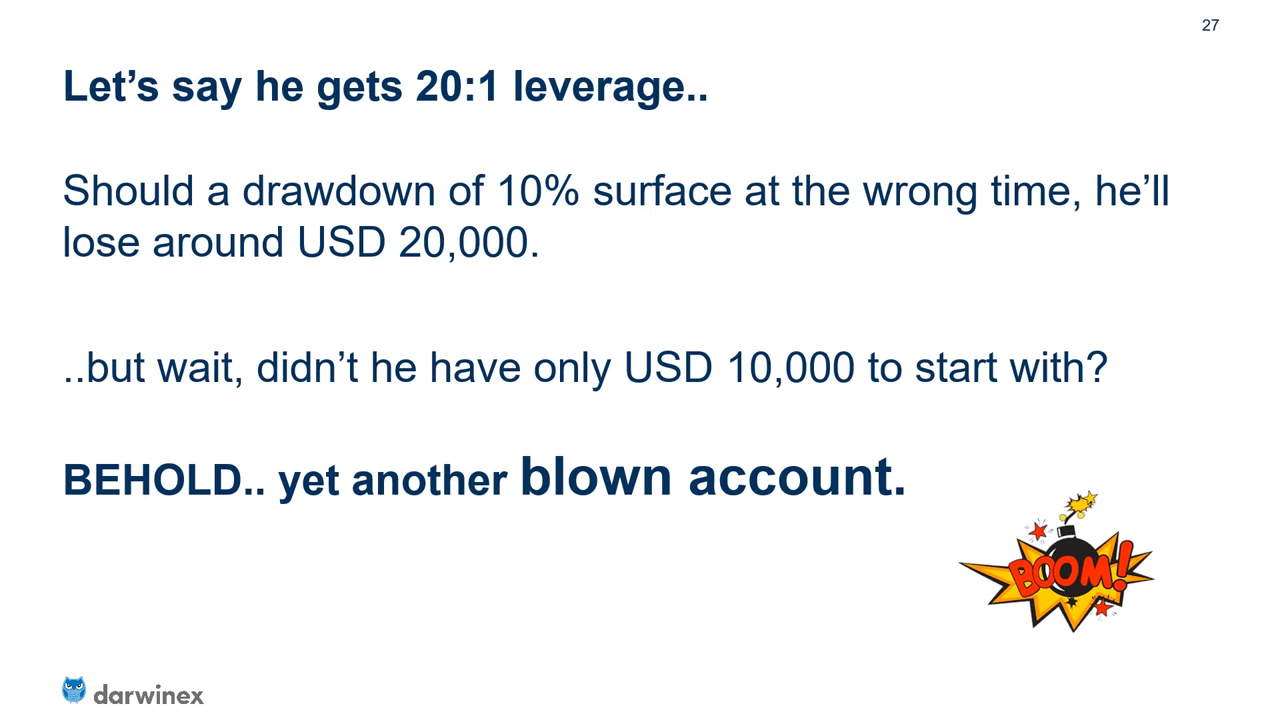 27
Let’s say he gets 20:1 leverage..
Should a drawdown of 10% surface at the wrong time, he’ll
lose around USD 20,000.
..but wait, didn’t he have only USD 10,000 to start with?
BEHOLD.. yet another blown account.
BOOM!
darwinex